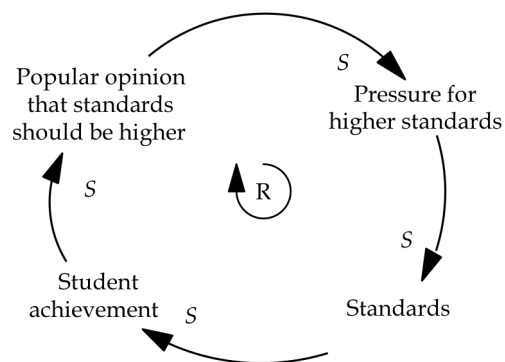 S
Popular opinion
that standards
should be higher
Pressure for
higher standards
S
R
S
Student
achievement
S
Standards